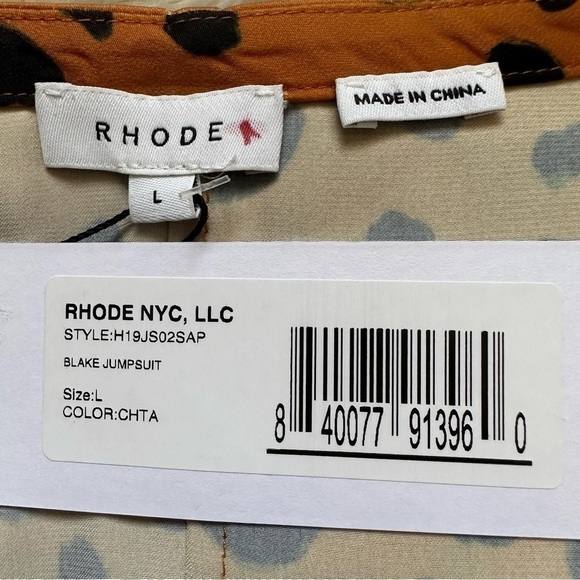 RHODE
MADE IN CHINA
L
RHODE NYC, LLC
STYLE:H19JS02SAP
BLAKE JUMPSUIT
Size:L
COLOR:CHTA
8 40077 91396 0